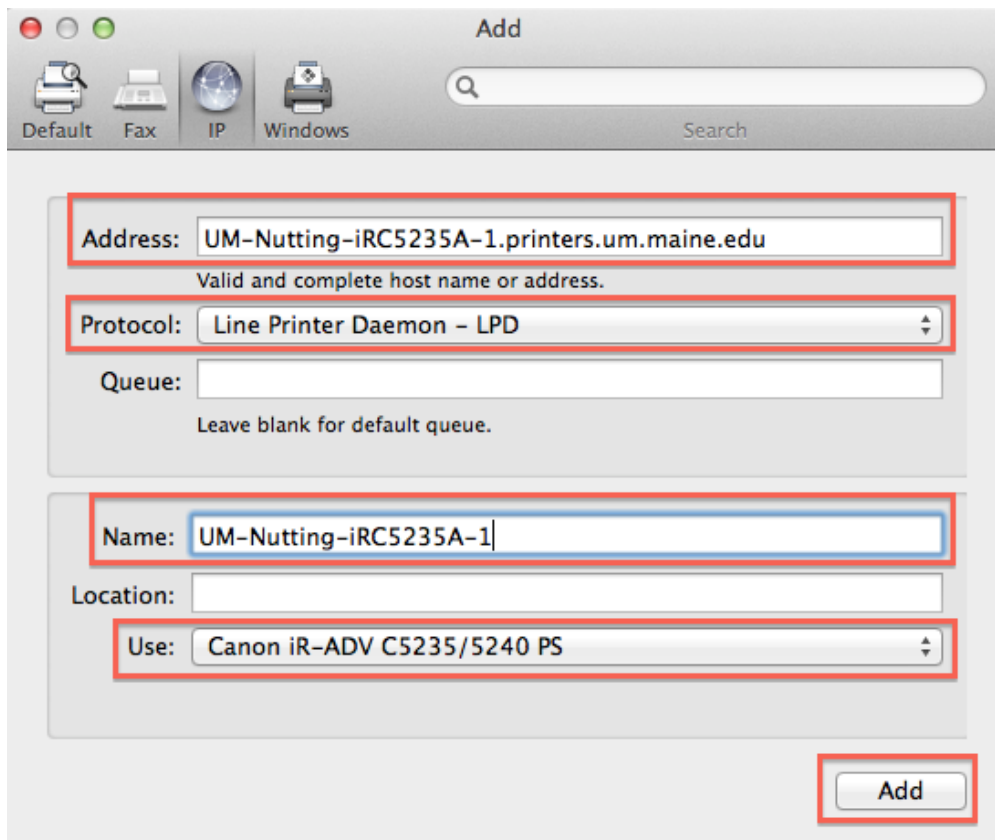 Add
Default Fax IP Windows
Search
Address: UM-Nutting-iRC5235A-1.printers.um.maine.edu
Valid and complete host name or address.
Protocol: Line Printer Daemon – LPD
Queue:
Leave blank for default queue.
Name: UM-Nutting-iRC5235A-1
Location:
Use: Canon iR-ADV C5235/5240 PS
Add